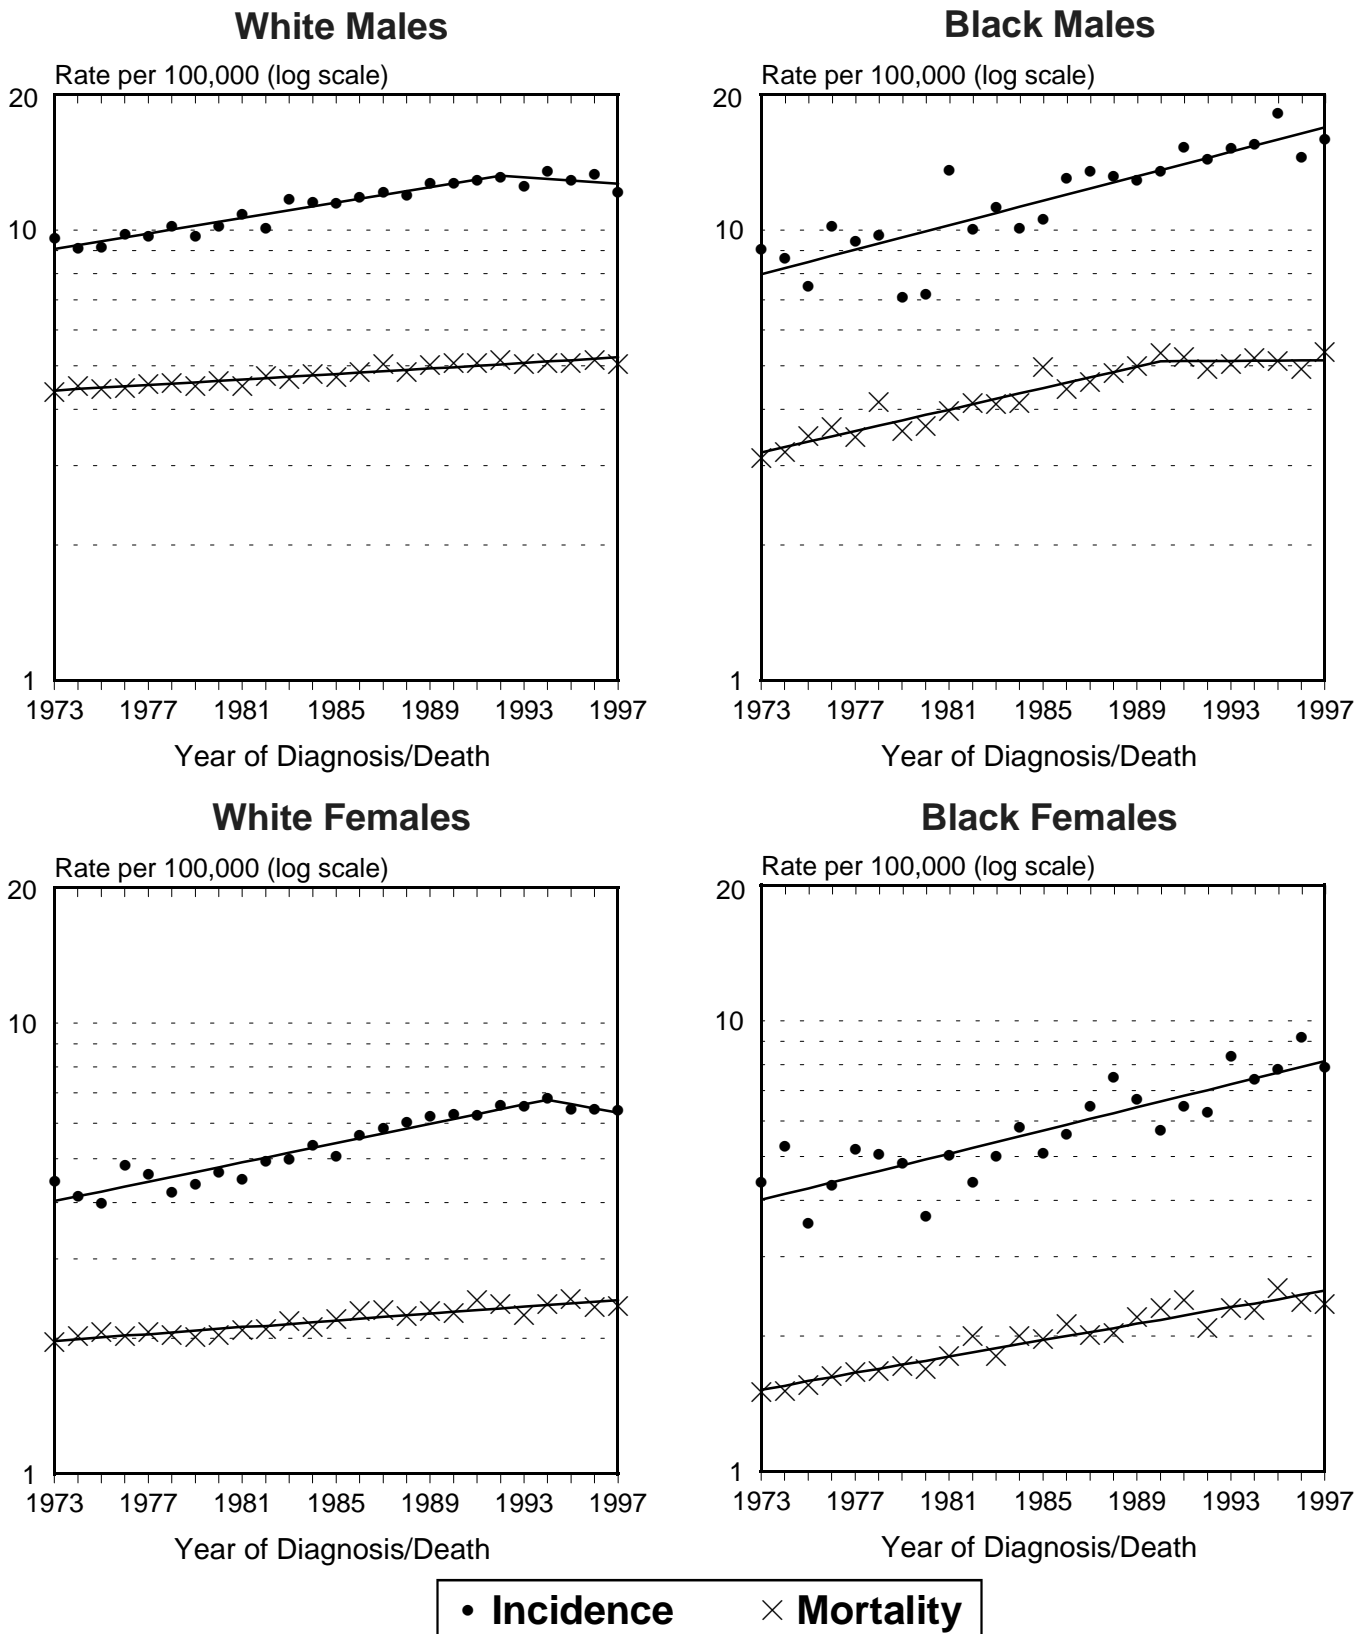 White Males
Rate per 100,000 (log scale)
20
10
1
1973 1977 1981 1985 1989 1993 1997
Year of Diagnosis/Death
Black Males
Rate per 100,000 (log scale)
20
10
1
1973 1977 1981 1985 1989 1993 1997
Year of Diagnosis/Death
White Females
Rate per 100,000 (log scale)
20
10
1
1973 1977 1981 1985 1989 1993 1997
Year of Diagnosis/Death
Black Females
Rate per 100,000 (log scale)
20
10
1
1973 1977 1981 1985 1989 1993 1997
Year of Diagnosis/Death
Incidence Mortality